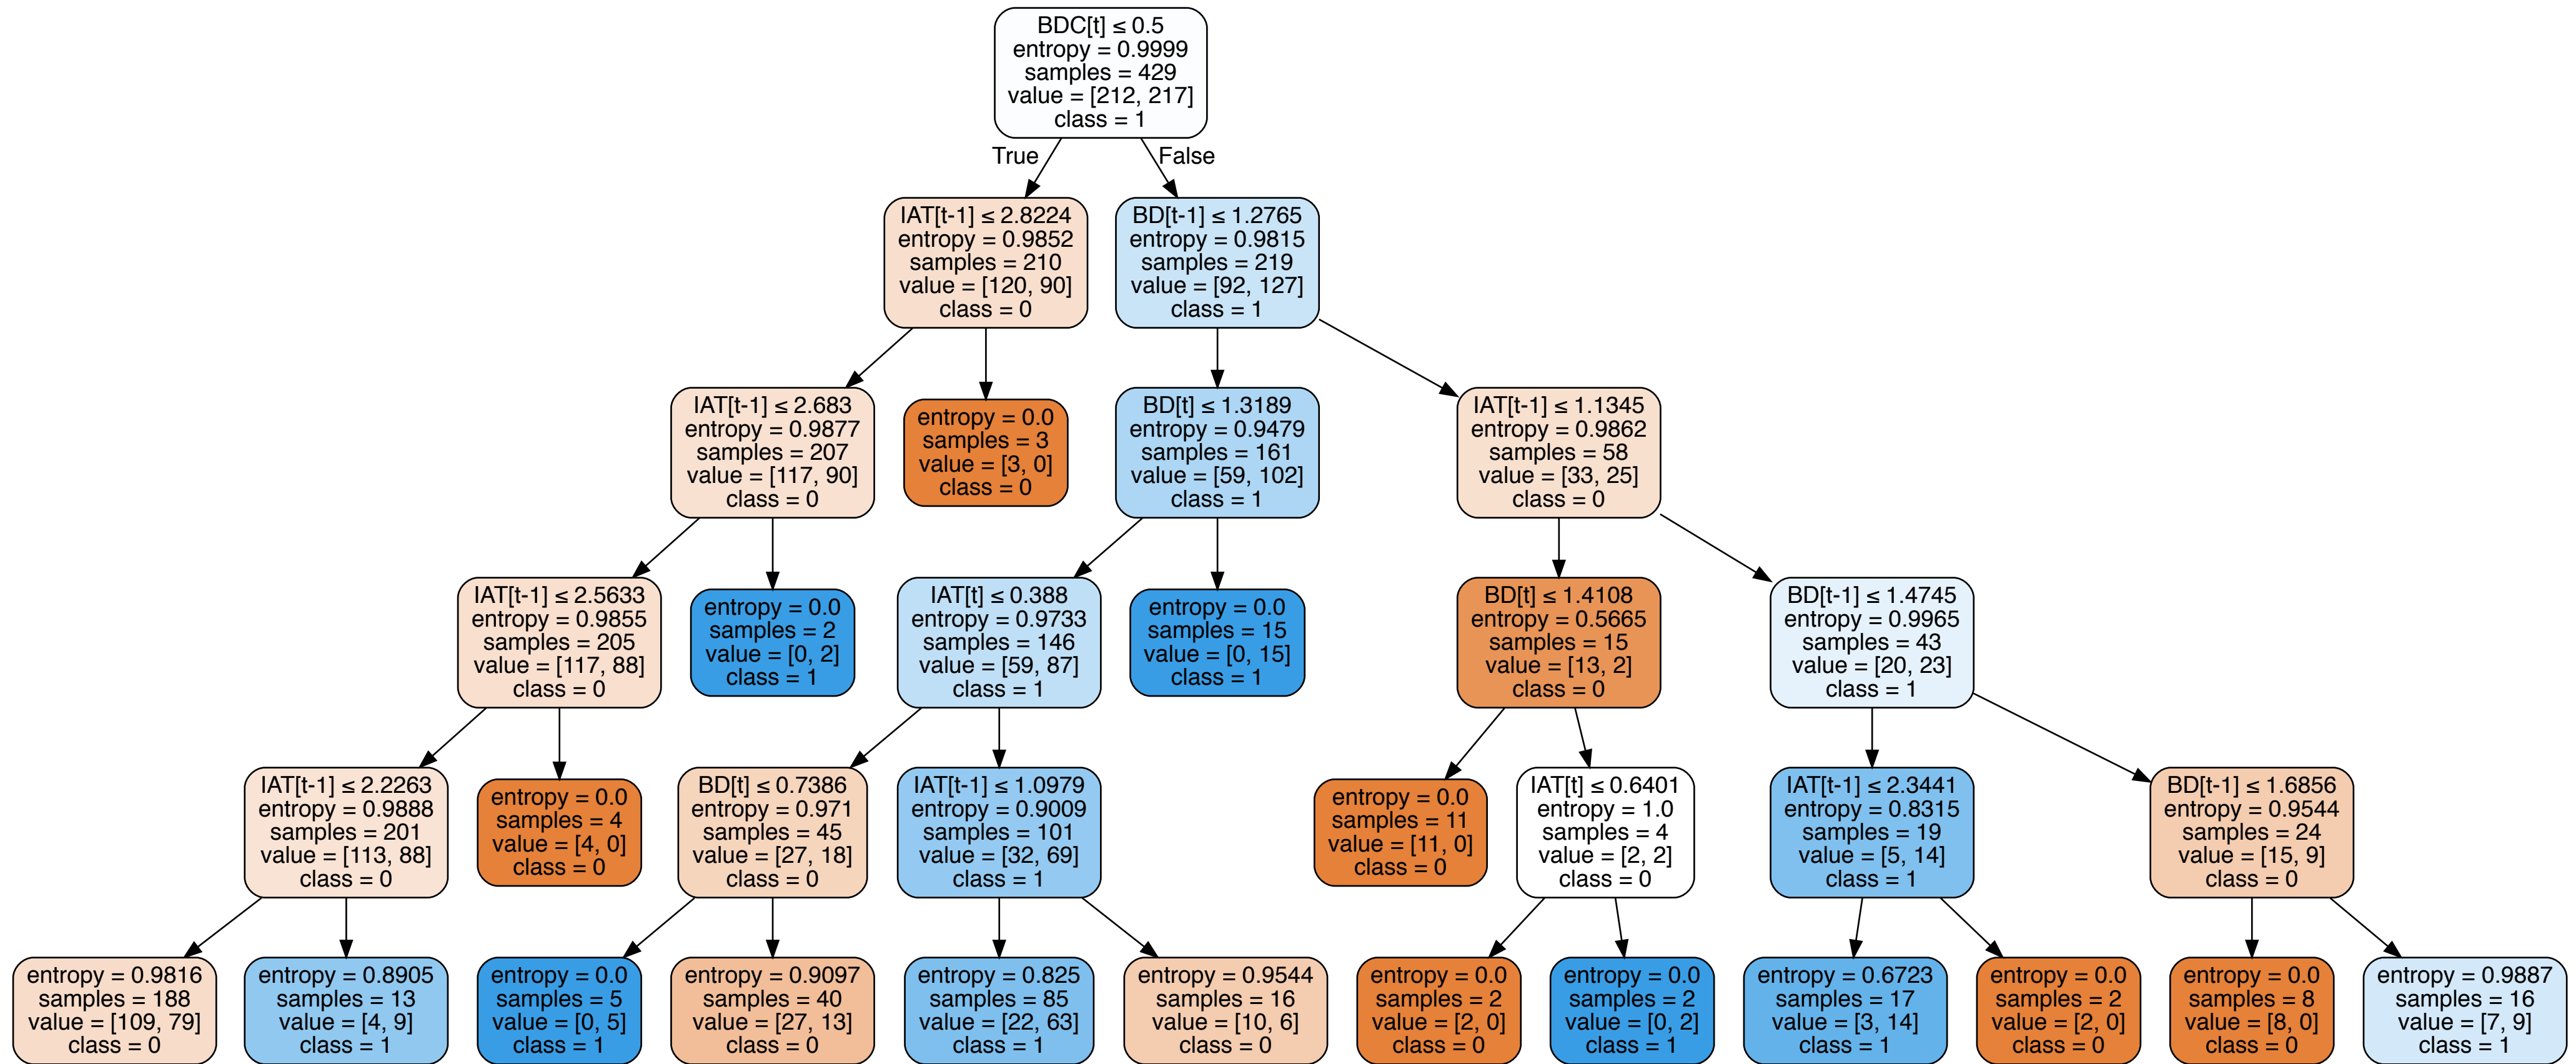 BDC[t] ≤ 0.5
entropy = 0.9999
samples = 429
value = [212, 217]
class = 1
True
False
IAT[t-1] ≤ 2.8224
entropy = 0.9852
samples = 210
value = [120, 90]
class = 0
BD[t-1] ≤ 1.2765
entropy = 0.9815
samples = 219
value = [92, 127]
class = 1
IAT[t-1] ≤ 2.683
entropy = 0.9877
samples = 207
value = [117, 90]
class = 0
entropy = 0.0
samples = 3
value = [3, 0]
class = 0
BD[t] ≤ 1.3189
entropy = 0.9479
samples = 161
value = [59, 102]
class = 1
IAT[t-1] ≤ 1.1345
entropy = 0.9862
samples = 58
value = [33, 25]
class = 0
IAT[t-1] ≤ 2.5633
entropy = 0.9855
samples = 205
value = [117, 88]
class = 0
entropy = 0.0
samples = 2
value = [0, 2]
class = 1
IAT[t] ≤ 0.388
entropy = 0.9733
samples = 146
value = [59, 87]
class = 1
entropy = 0.0
samples = 15
value = [0, 15]
class = 1
BD[t] ≤ 1.4108
entropy = 0.5665
samples = 15
value = [13, 2]
class = 0
BD[t-1] ≤ 1.4745
entropy = 0.9965
samples = 43
value = [20, 23]
class = 1
IAT[t-1] ≤ 2.2263
entropy = 0.9888
samples = 201
value = [113, 88]
class = 0
entropy = 0.0
samples = 4
value = [4, 0]
class = 0
BD[t] ≤ 0.7386
entropy = 0.971
samples = 45
value = [27, 18]
class = 0
IAT[t-1] ≤ 1.0979
entropy = 0.9009
samples = 101
value = [32, 69]
class = 1
entropy = 0.0
samples = 11
value = [11, 0]
class = 0
IAT[t] ≤ 0.6401
entropy = 1.0
samples = 4
value = [2, 2]
class = 0
IAT[t-1] ≤ 2.3441
entropy = 0.8315
samples = 19
value = [5, 14]
class = 1
BD[t-1] ≤ 1.6856
entropy = 0.9544
samples = 24
value = [15, 9]
class = 0
entropy = 0.9816
samples = 188
value = [109, 79]
class = 0
entropy = 0.8905
samples = 13
value = [4, 9]
class = 1
entropy = 0.0
samples = 5
value = [0, 5]
class = 1
entropy = 0.9097
samples = 40
value = [27, 13]
class = 0
entropy = 0.825
samples = 85
value = [22, 63]
class = 1
entropy = 0.9544
samples = 16
value = [10, 6]
class = 0
entropy = 0.0
samples = 2
value = [2, 0]
class = 0
entropy = 0.0
samples = 2
value = [0, 2]
class = 1
entropy = 0.6723
samples = 17
value = [3, 14]
class = 1
entropy = 0.0
samples = 2
value = [2, 0]
class = 0
entropy = 0.0
samples = 8
value = [8, 0]
class = 0
entropy = 0.9887
samples = 16
value = [7, 9]
class = 1